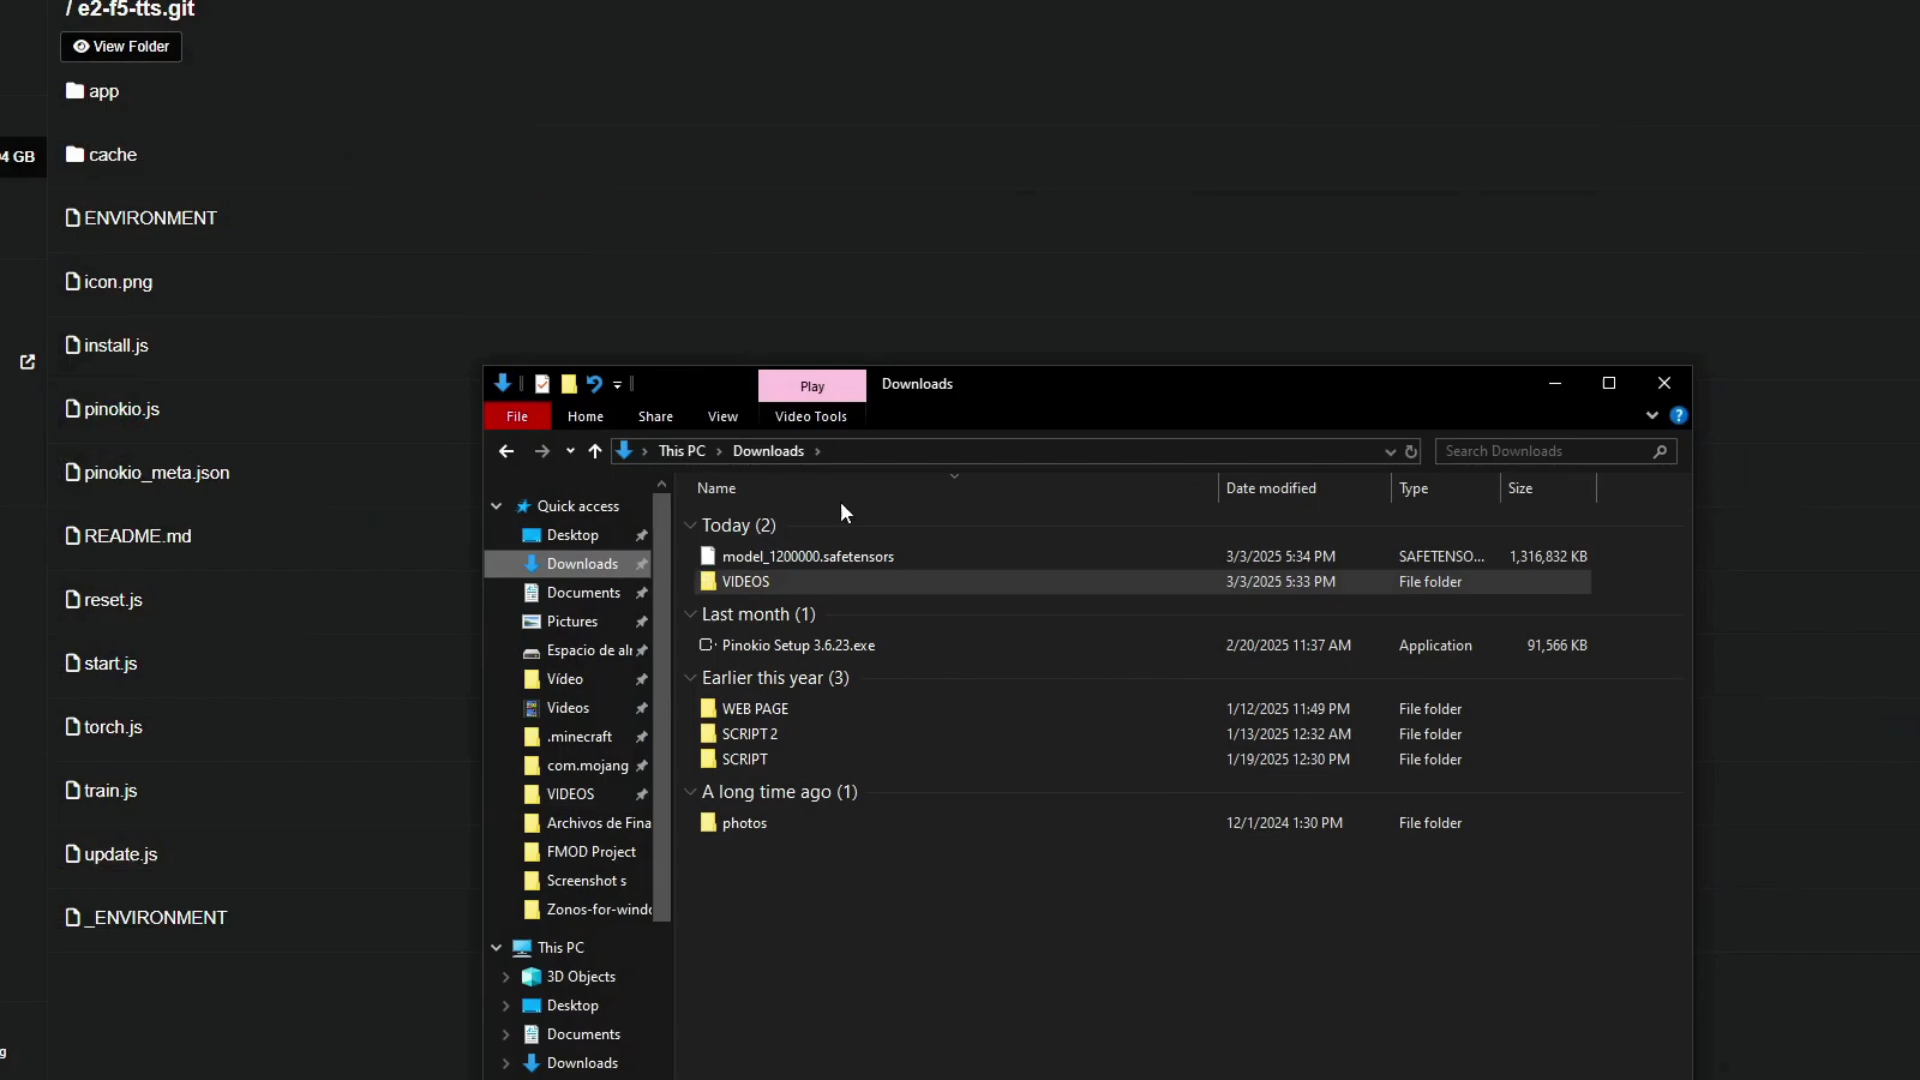 / e2-f5-tts.git
View Folder
app
cache
4 GB
ENVIRONMENT
icon.png
install.js
pinokio.js
pinokio_meta.json
README.md
reset.js
start.js
torch.js
train.js
update.js
_ENVIRONMENT
g
Play
Downloads
File
Home
Share
View
Video Tools
This PC
Downloads
Search Downloads
Name
Date modified
Type
Size
Quick access
Desktop
Downloads
Documents
Pictures
Espacio de alr
Vídeo
Videos
.minecraft
com.mojang
VIDEOS
Archivos de Fina
FMOD Project
Screenshot s
Zonos-for-windo
This PC
3D Objects
Desktop
Documents
Downloads
Today (2)
model_1200000.safetensors 3/3/2025 5:34 PM SAFETENSO... 1,316,832 KB
VIDEOS 3/3/2025 5:33 PM File folder
Last month (1)
Pinokio Setup 3.6.23.exe 2/20/2025 11:37 AM Application 91,566 KB
Earlier this year (3)
WEB PAGE 1/12/2025 11:49 PM File folder
SCRIPT 2 1/13/2025 12:32 AM File folder
SCRIPT 1/19/2025 12:30 PM File folder
A long time ago (1)
photos 12/1/2024 1:30 PM File folder